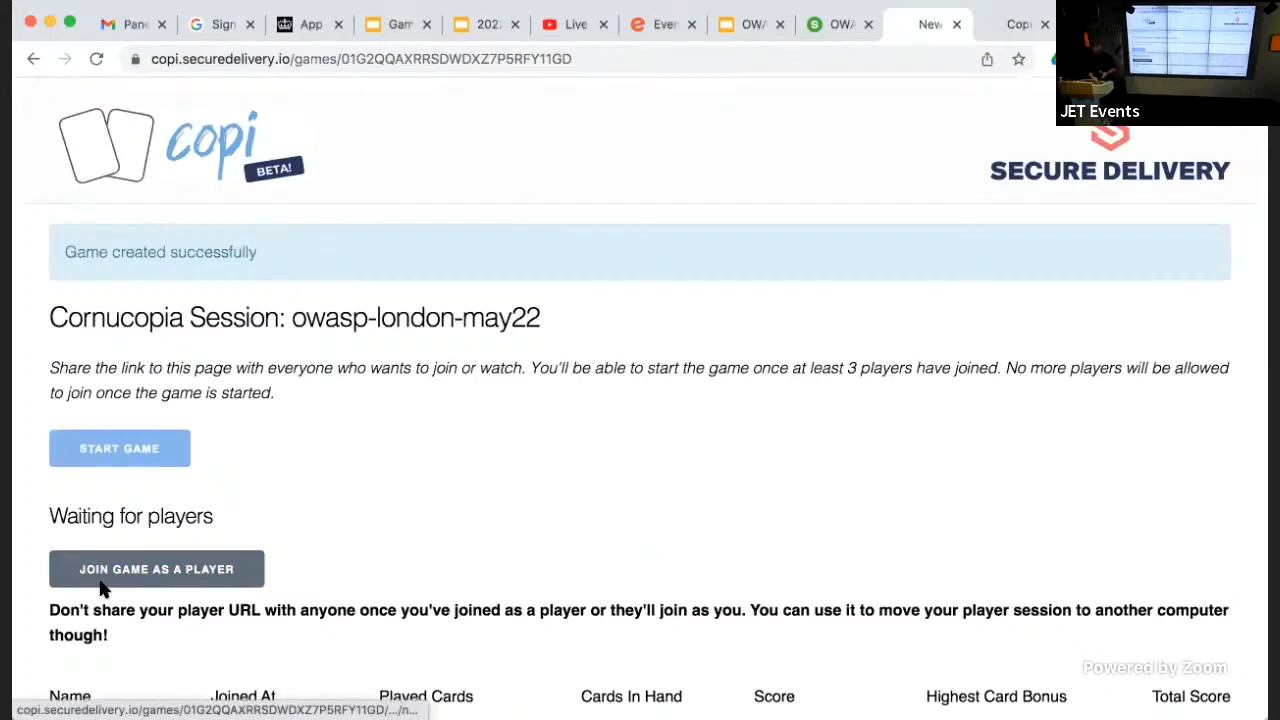 Pan
Sign
App
Gam
2023
Live
Ever
OWA
OWA
New
Copi
copi.securedelivery.io/games/01G2QQAXRRSDWDXZ7P5RFY11GD
JET Events
copi
BETA!
SECURE DELIVERY
Game created successfully
Cornucopia Session: owasp-london-may22
Share the link to this page with everyone who wants to join or watch. You'll be able to start the game once at least 3 players have joined. No more players will be allowed
to join once the game is started.
START GAME
Waiting for players
JOIN GAME AS A PLAYER
Don't share your player URL with anyone once you've joined as a player or they'll join as you. You can use it to move your player session to another computer
though!
Powered by Zoom
Name Joined At Played Cards Cards In Hand Score Highest Card Bonus Total Score
copi.securedelivery.io/games/01G2QQAXRRSDWDXZ7P5RFY11GD/.../n...